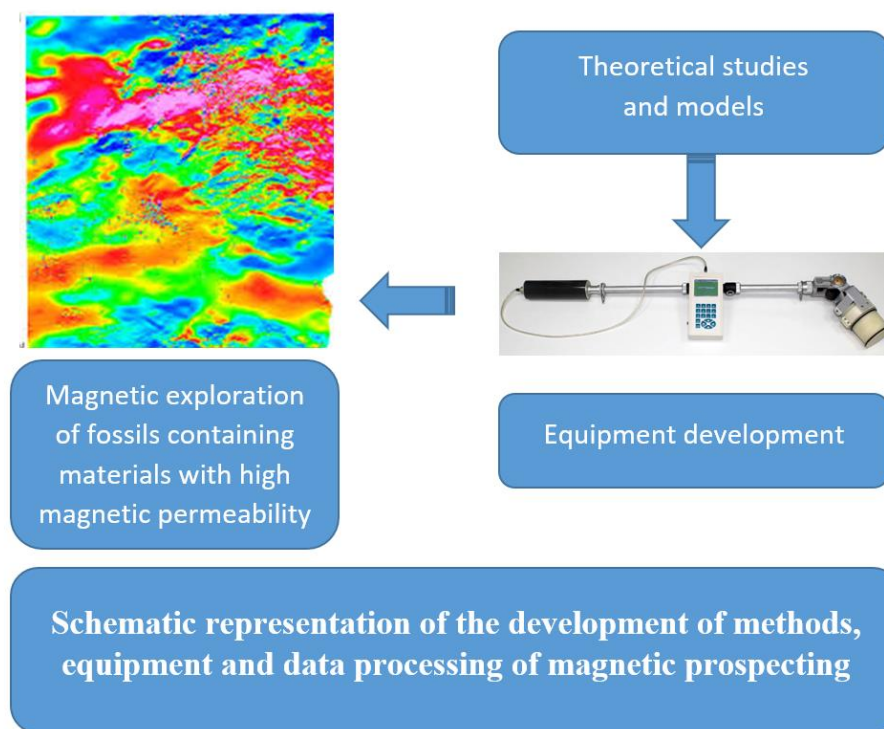 Theoretical studies
and models
Magnetic exploration
of fossils containing
materials with high
magnetic permeability
Equipment development
Schematic representation of the development of methods,
equipment and data processing of magnetic prospecting